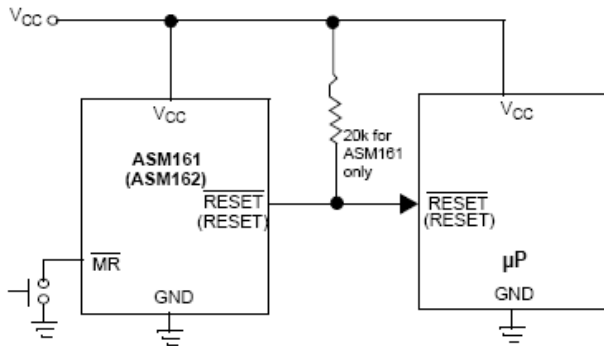 VCC
VCC
ASM161
(ASM162)
RESET
(RESET)
MR
GND
20k for
ASM161
only
VCC
RESET
(RESET)
µP
GND